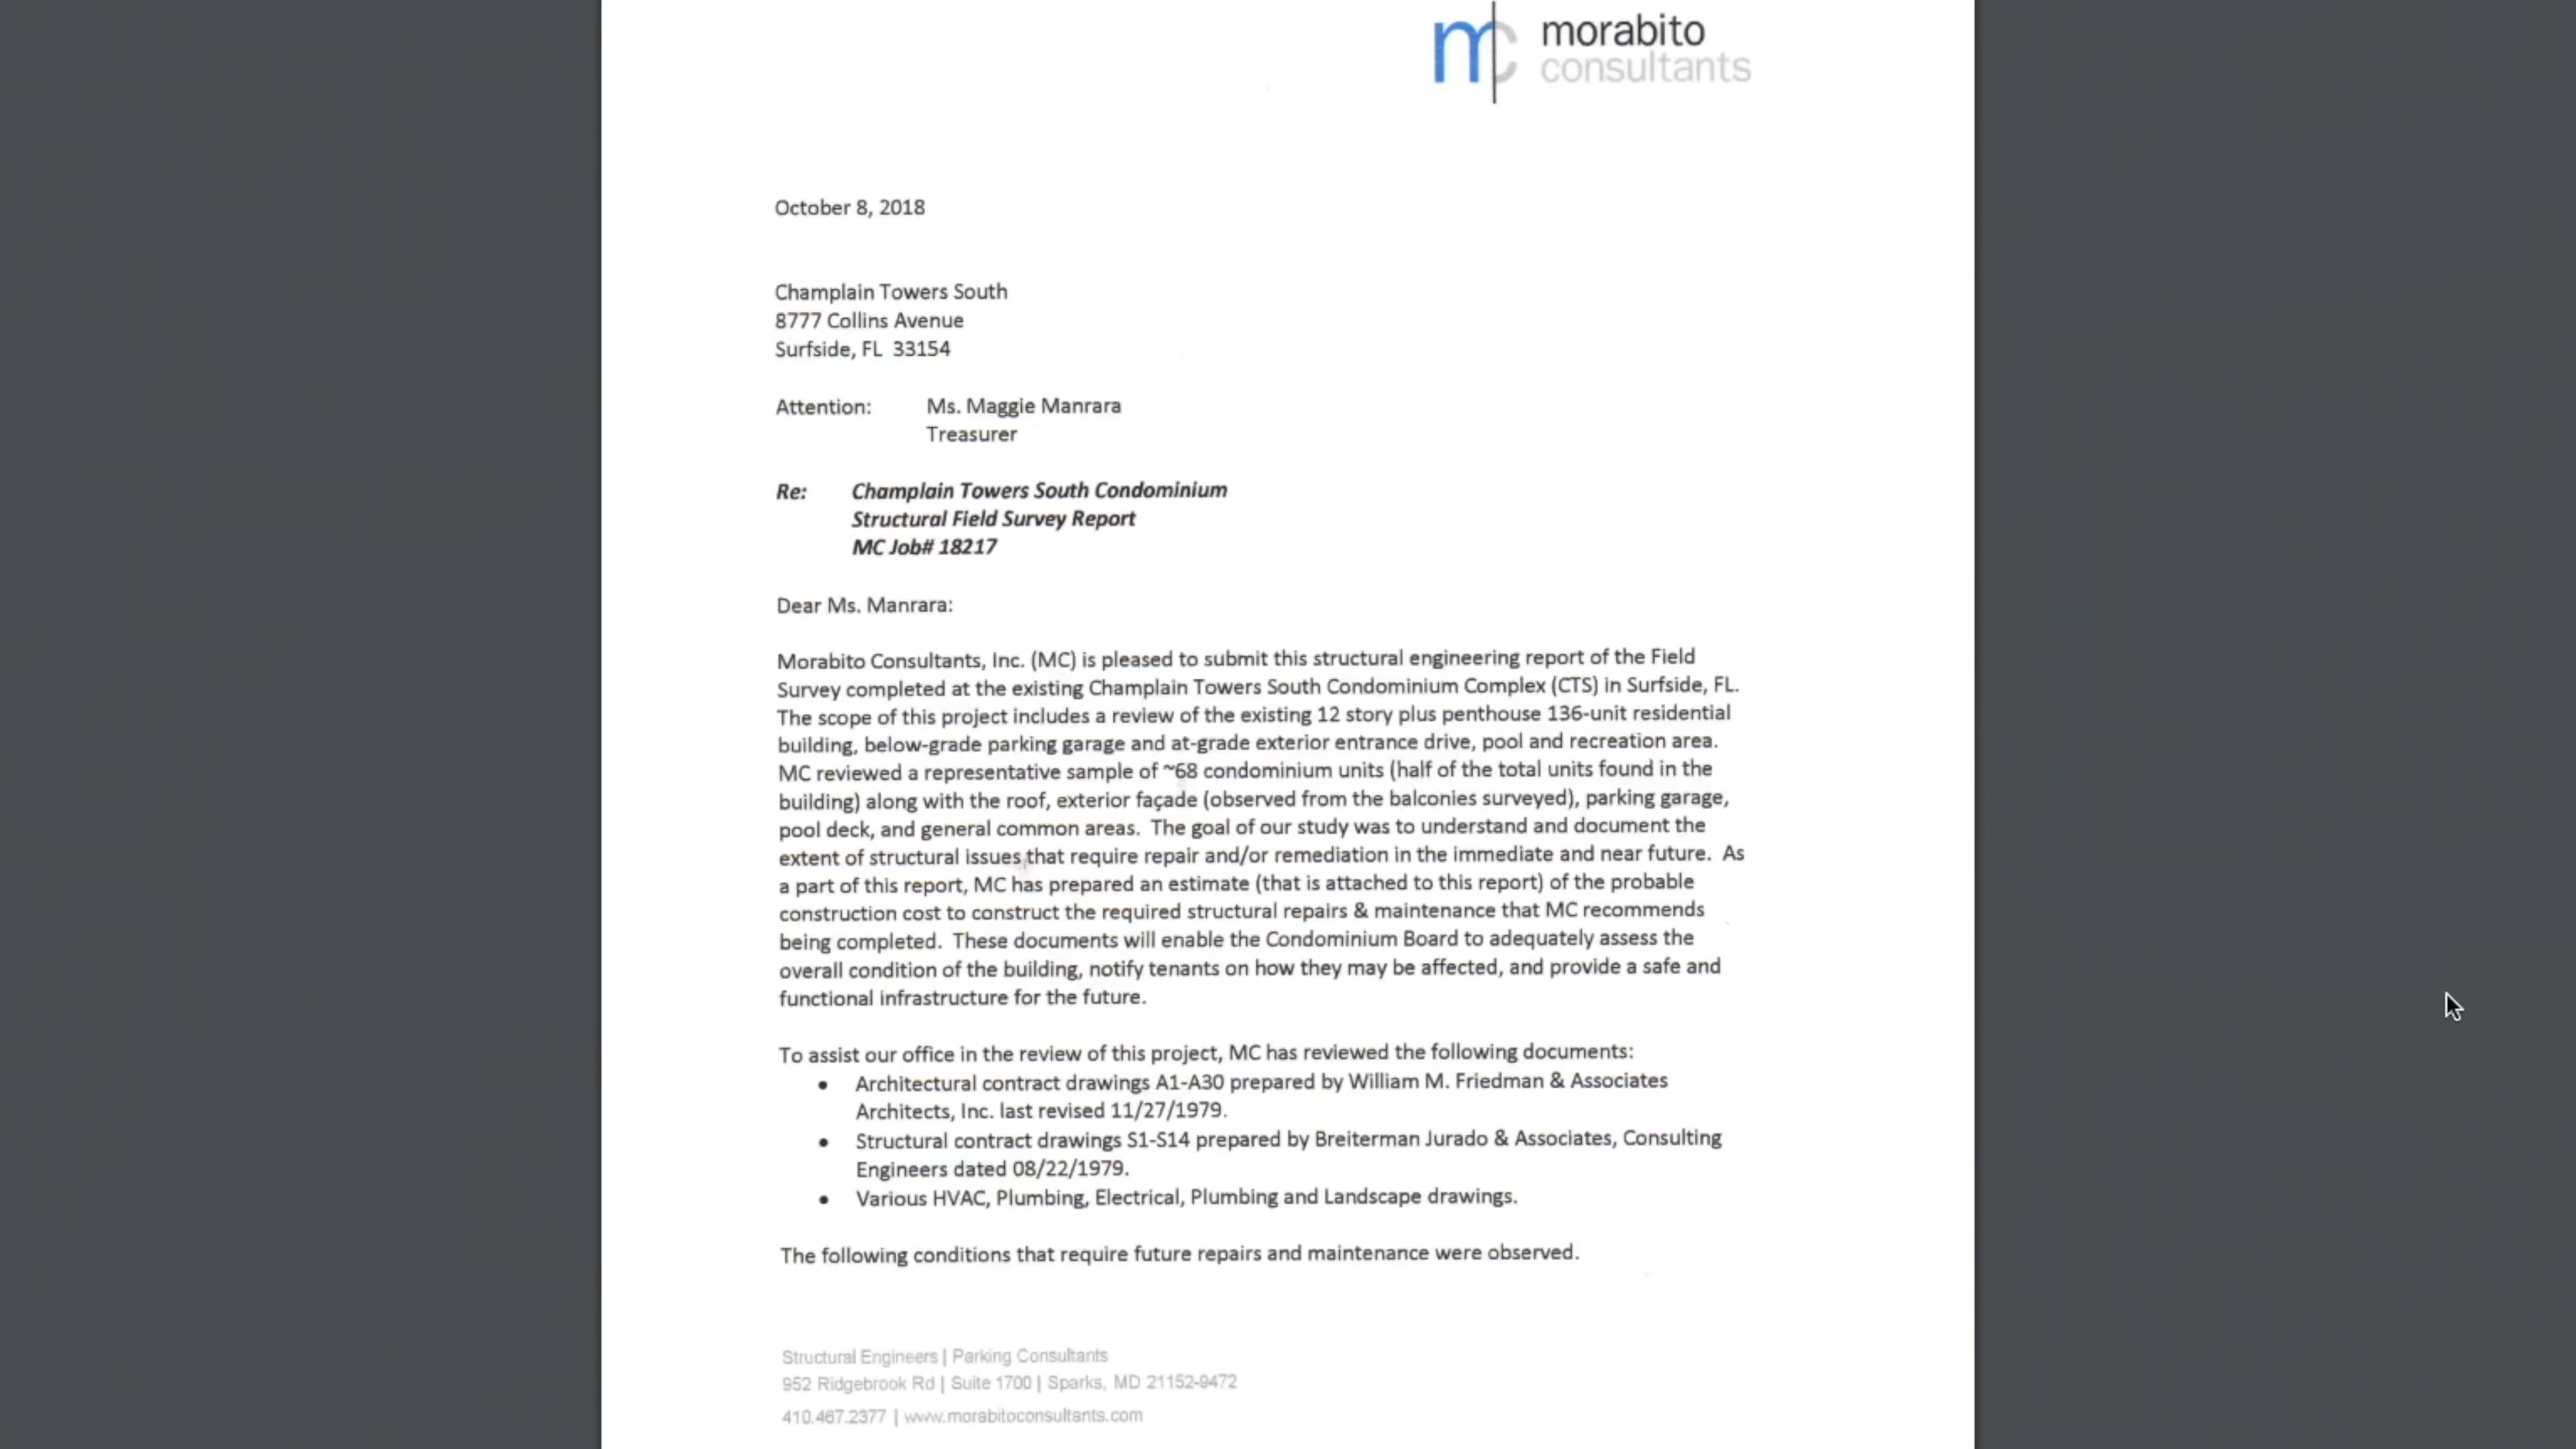 mc morabito
consultants
October 8, 2018
Champlain Towers South
8777 Collins Avenue
Surfside, FL 33154
Attention: Ms. Maggie Manrara
Treasurer
Re: Champlain Towers South Condominium
Structural Field Survey Report
MC Job# 18217
Dear Ms. Manrara:
Morabito Consultants, Inc. (MC) is pleased to submit this structural engineering report of the Field
Survey completed at the existing Champlain Towers South Condominium Complex (CTS) in Surfside, FL.
The scope of this project includes a review of the existing 12 story plus penthouse 136-unit residential
building, below-grade parking garage and at-grade exterior entrance drive, pool and recreation area.
MC reviewed a representative sample of ~68 condominium units (half of the total units found in the
building) along with the roof, exterior façade (observed from the balconies surveyed), parking garage,
pool deck, and general common areas. The goal of our study was to understand and document the
extent of structural issues that require repair and/or remediation in the immediate and near future. As
a part of this report, MC has prepared an estimate (that is attached to this report) of the probable
construction cost to construct the required structural repairs & maintenance that MC recommends
being completed. These documents will enable the Condominium Board to adequately assess the
overall condition of the building, notify tenants on how they may be affected, and provide a safe and
functional infrastructure for the future.
To assist our office in the review of this project, MC has reviewed the following documents:
• Architectural contract drawings A1-A30 prepared by William M. Friedman & Associates
Architects, Inc. last revised 11/27/1979.
• Structural contract drawings S1-S14 prepared by Breiterman Jurado & Associates, Consulting
Engineers dated 08/22/1979.
• Various HVAC, Plumbing, Electrical, Plumbing and Landscape drawings.
The following conditions that require future repairs and maintenance were observed.
Structural Engineers | Parking Consultants
952 Ridgebrook Rd | Suite 1700 | Sparks, MD 21152-9472
410.467.2377 | www.morabitoconsultants.com